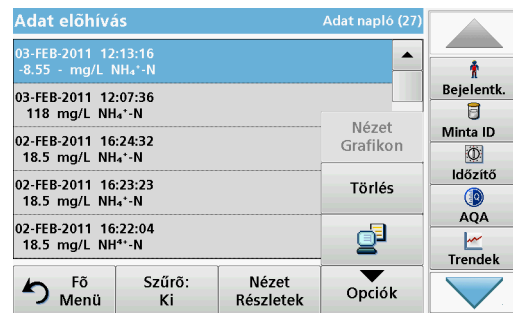 Adat elõhívás
Adat napló (27)
03-FEB-2011 12:13:16
-8.55 - mg/L NH₄⁺-N
03-FEB-2011 12:07:36
118 mg/L NH₄⁺-N
02-FEB-2011 16:24:32
18.5 mg/L NH₄⁺-N
02-FEB-2011 16:23:23
18.5 mg/L NH₄⁺-N
02-FEB-2011 16:22:04
18.5 mg/L NH⁴⁺-N
Nézet
Grafikon
Törlés
Fõ
Menü
Szűrõ:
Ki
Nézet
Részletek
Opciók
Bejelentk.
Minta ID
Időzítő
AQA
Trendek